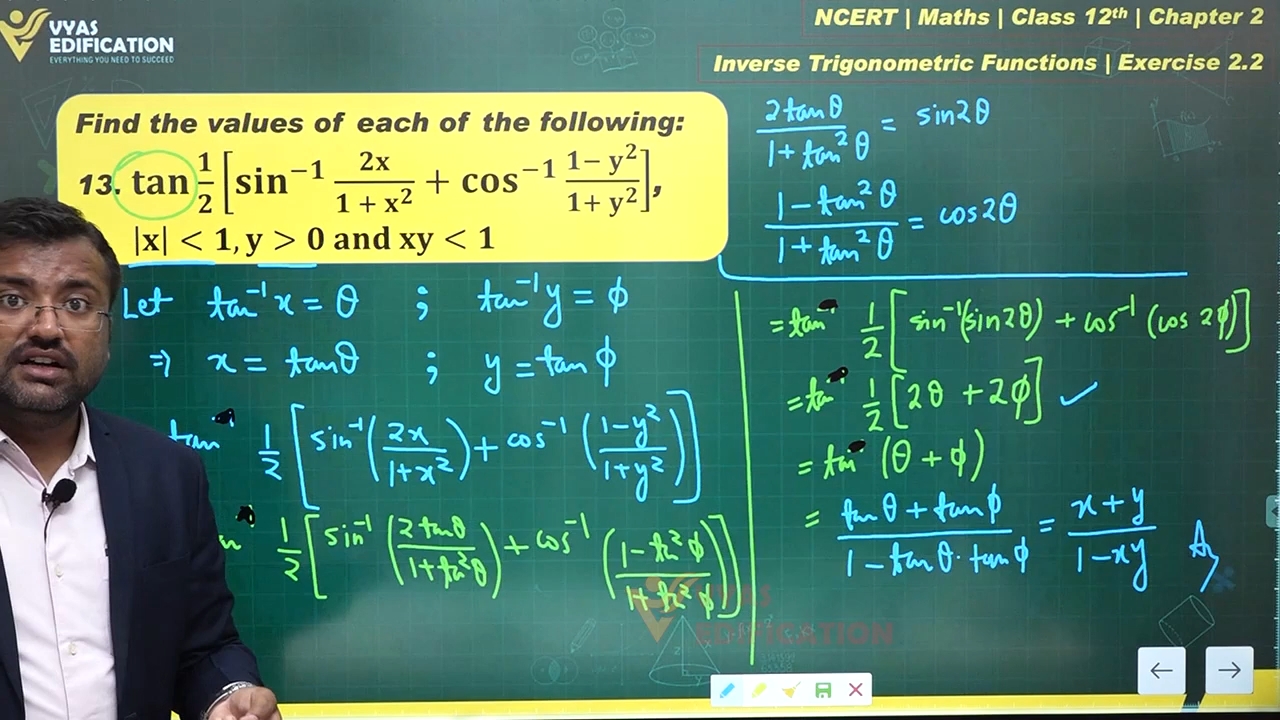 VYAS
EDIFICATION
EVERYTHING YOU NEED TO SUCCEED
NCERT | Maths | Class 12th | Chapter 2
Inverse Trigonometric Functions | Exercise 2.2
Find the values of each of the following:
13. tan 1/2 [sin⁻¹ 2x/(1 + x²) + cos⁻¹ (1 − y²)/(1 + y²)],
|x| < 1, y > 0 and xy < 1
2tanθ/(1+tan²θ) = sin2θ
(1−tan²θ)/(1+tan²θ) = cos2θ
Let tan⁻¹x = θ ; tan⁻¹y = φ
⇒ x = tanθ ; y = tanφ
tan 1/2 [sin⁻¹(2x/(1+x²)) + cos⁻¹((1−y²)/(1+y²))]
1/2 [sin⁻¹(2tanθ/(1+tan²θ)) + cos⁻¹((1−tan²φ)/(1+tan²φ))]
= tan 1/2 [sin⁻¹(sin2θ) + cos⁻¹(cos2φ)]
= tan 1/2 [2θ + 2φ] ✓
= tan (θ + φ)
= (tanθ + tanφ)/(1 − tanθ · tanφ) = (x + y)/(1 − xy) Ans
VYAS
EDIFICATION